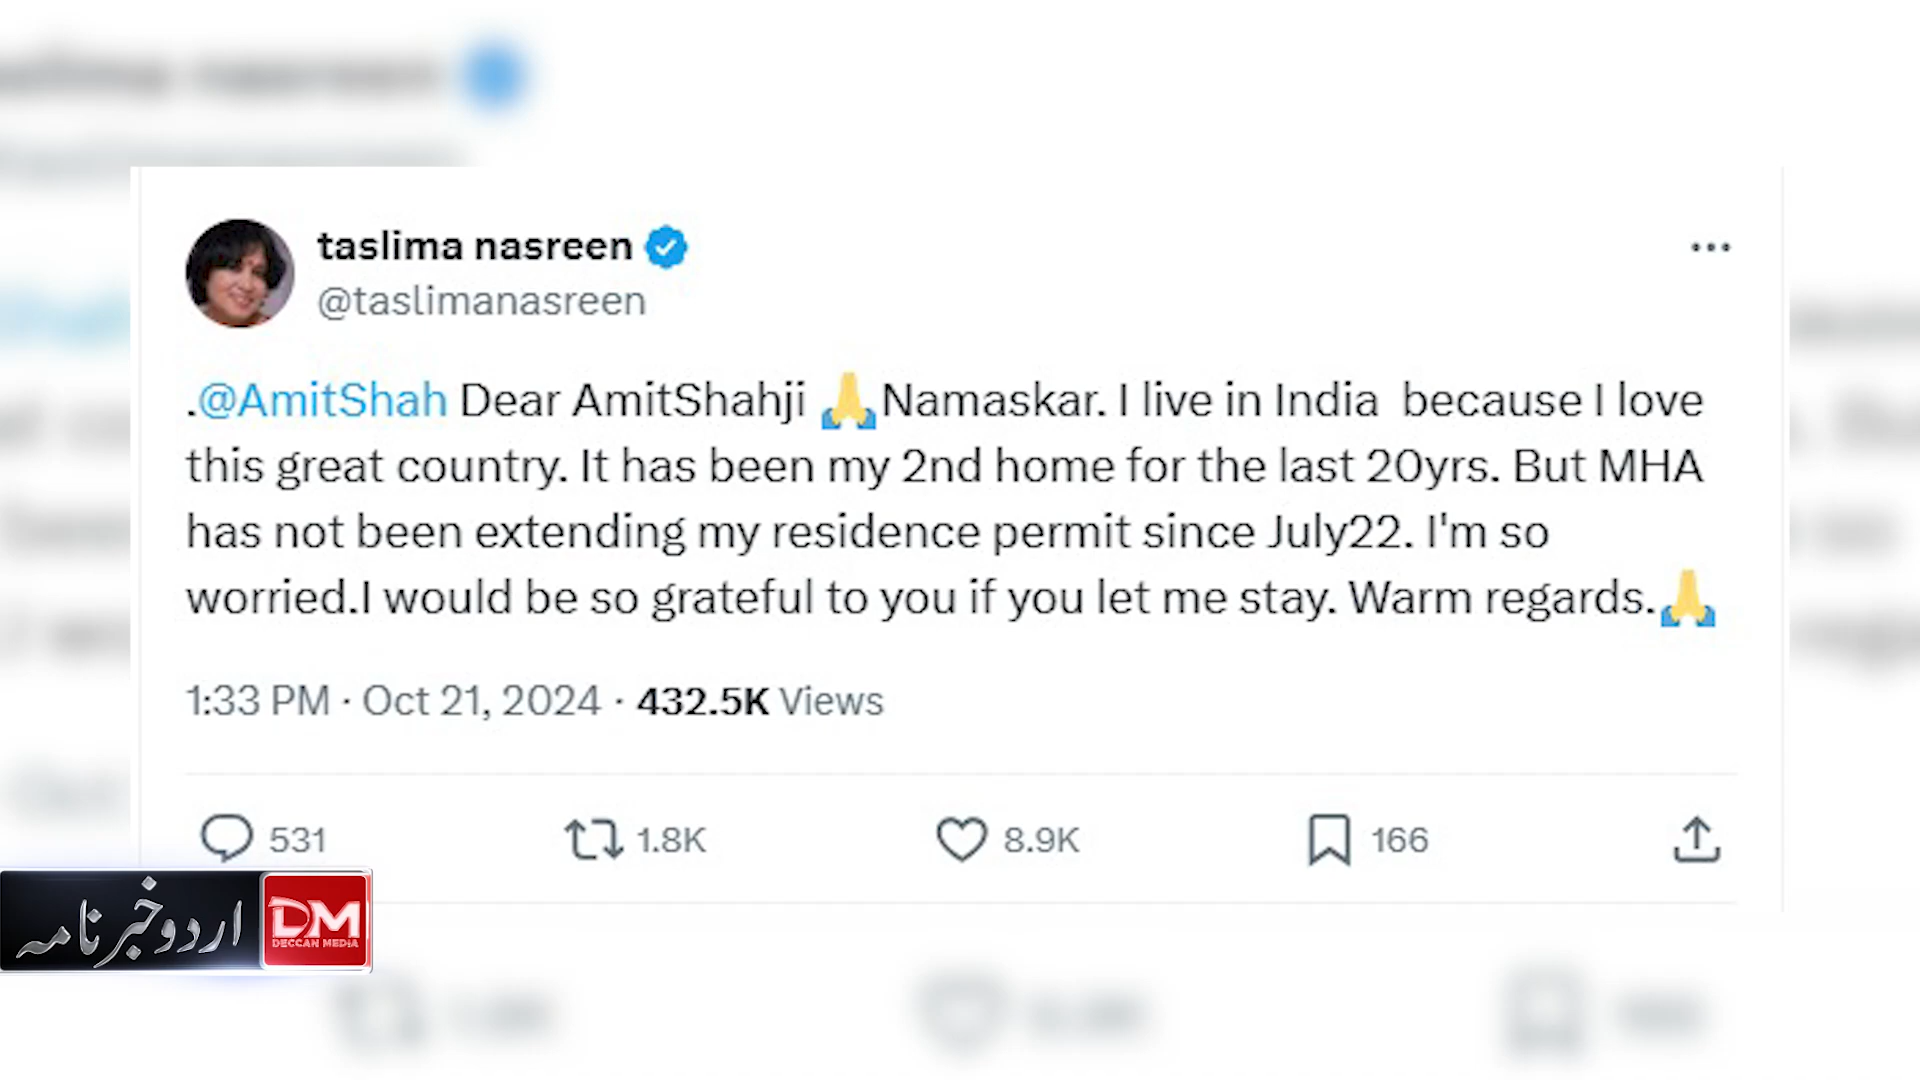 taslima nasreen
@taslimanasreen
.@AmitShah Dear AmitShahji 🙏Namaskar. I live in India because I love
this great country. It has been my 2nd home for the last 20yrs. But MHA
has not been extending my residence permit since July22. I'm so
worried.I would be so grateful to you if you let me stay. Warm regards.🙏
1:33 PM · Oct 21, 2024 · 432.5K Views
531 1.8K 8.9K 166
اردو خبر نامہ
DM
DECCAN MEDIA